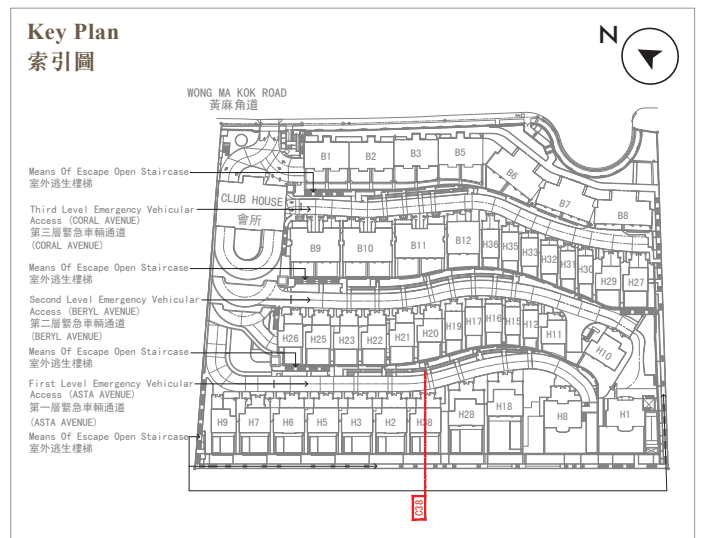 Key Plan
索引圖
N
WONG MA KOK ROAD
黃麻角道
Means Of Escape Open Staircase
室外逃生樓梯
CLUB HOUSE
會所
Third Level Emergency Vehicular
Access (CORAL AVENUE)
第三層緊急車輛通道
(CORAL AVENUE)
Means Of Escape Open Staircase
室外逃生樓梯
Second Level Emergency Vehicular
Access (BERYL AVENUE)
第二層緊急車輛通道
(BERYL AVENUE)
Means Of Escape Open Staircase
室外逃生樓梯
First Level Emergency Vehicular
Access (ASTA AVENUE)
第一層緊急車輛通道
(ASTA AVENUE)
Means Of Escape Open Staircase
室外逃生樓梯
B1 B2 B3 B5
B6 B7 B8
B9 B10 B11 B12 H36 H35 H33 H32 H31 H30 H29 H27
H26 H25 H23 H22 H21 H20 H19 H17 H16 H15 H12 H11 H10
H9 H7 H6 H5 H3 H2 H38 H28 H18 H8 H1
C38